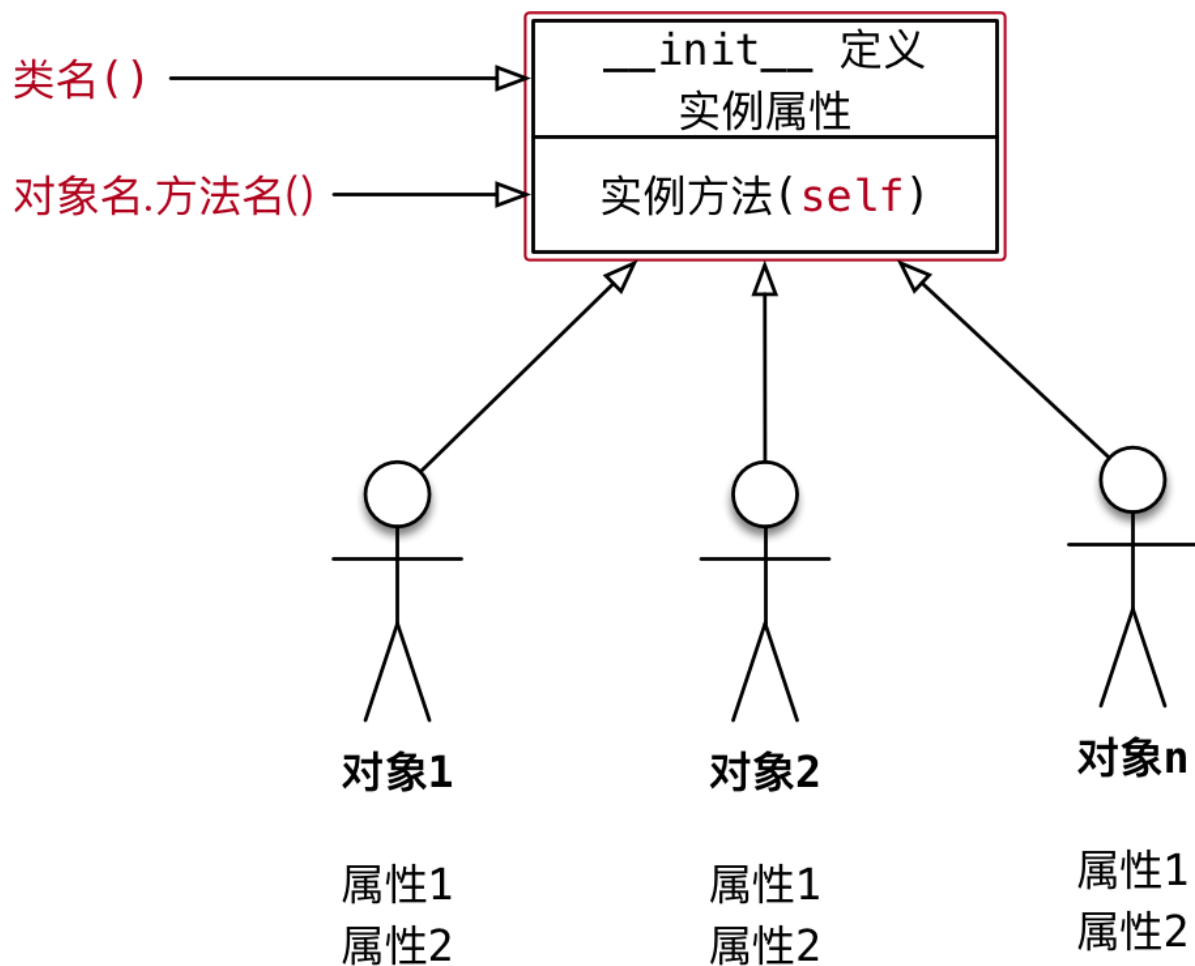 类名()
__init__ 定义
实例属性
对象名.方法名()
实例方法(self)
对象1
对象2
对象n
属性1
属性2
属性1
属性2
属性1
属性2